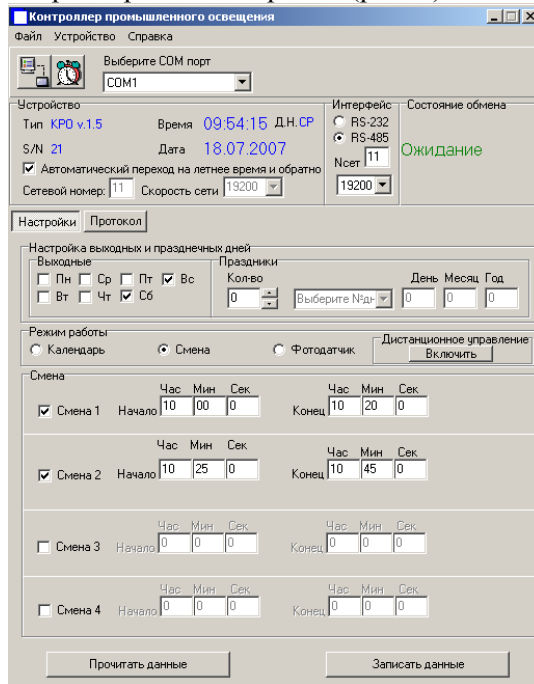 Контроллер промышленного освещения
Файл Устройство Справка
Выберите COM порт
COM1
Устройство
Тип КРО v.1.5 Время 09:54:15 Д.Н.СР
S/N 21 Дата 18.07.2007
Автоматический переход на летнее время и обратно
Сетевой номер: 11 Скорость сети 19200
Интерфейс
RS-232
RS-485
Nсет 11
19200
Состояние обмена
Ожидание
Настройки Протокол
Настройка выходных и празднечных дней
Выходные
Пн Ср Пт Вс
Вт Чт Сб
Праздники
Кол-во День Месяц Год
0 Выберите №дн 0 0 0
Режим работы
Календарь Смена Фотодатчик
Дистанционное управление
Включить
Смена
Час Мин Сек Час Мин Сек
Смена 1 Начало 10 00 0 Конец 10 20 0
Час Мин Сек Час Мин Сек
Смена 2 Начало 10 25 0 Конец 10 45 0
Час Мин Сек Час Мин Сек
Смена 3 Начало 0 0 0 Конец 0 0 0
Час Мин Сек Час Мин Сек
Смена 4 Начало 0 0 0 Конец 0 0 0
Прочитать данные Записать данные